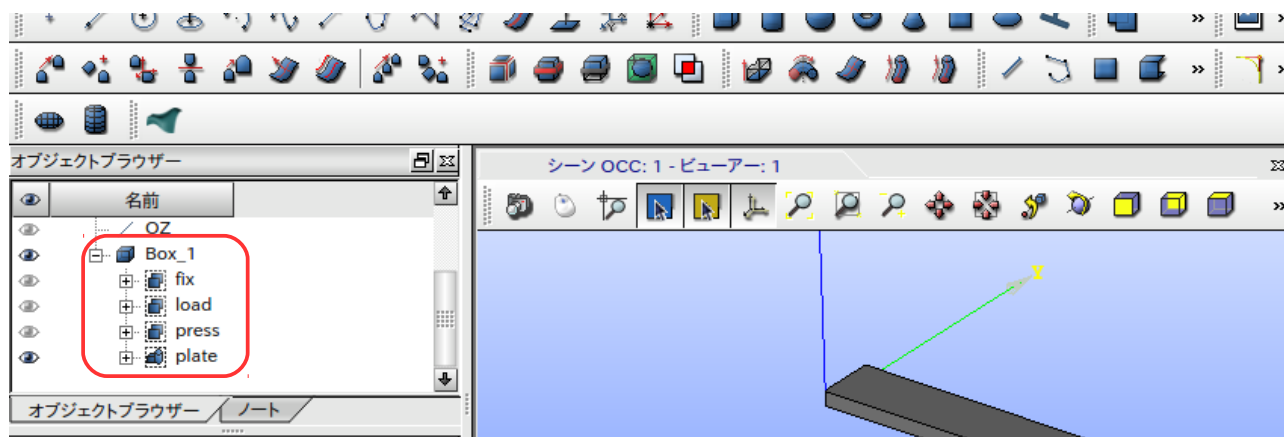 »
»
»
»
オブジェクトブラウザー
名前
OZ
Box_1
fix
load
press
plate
オブジェクトブラウザー
ノート
シーン OCC: 1 - ビューアー: 1
»
Y